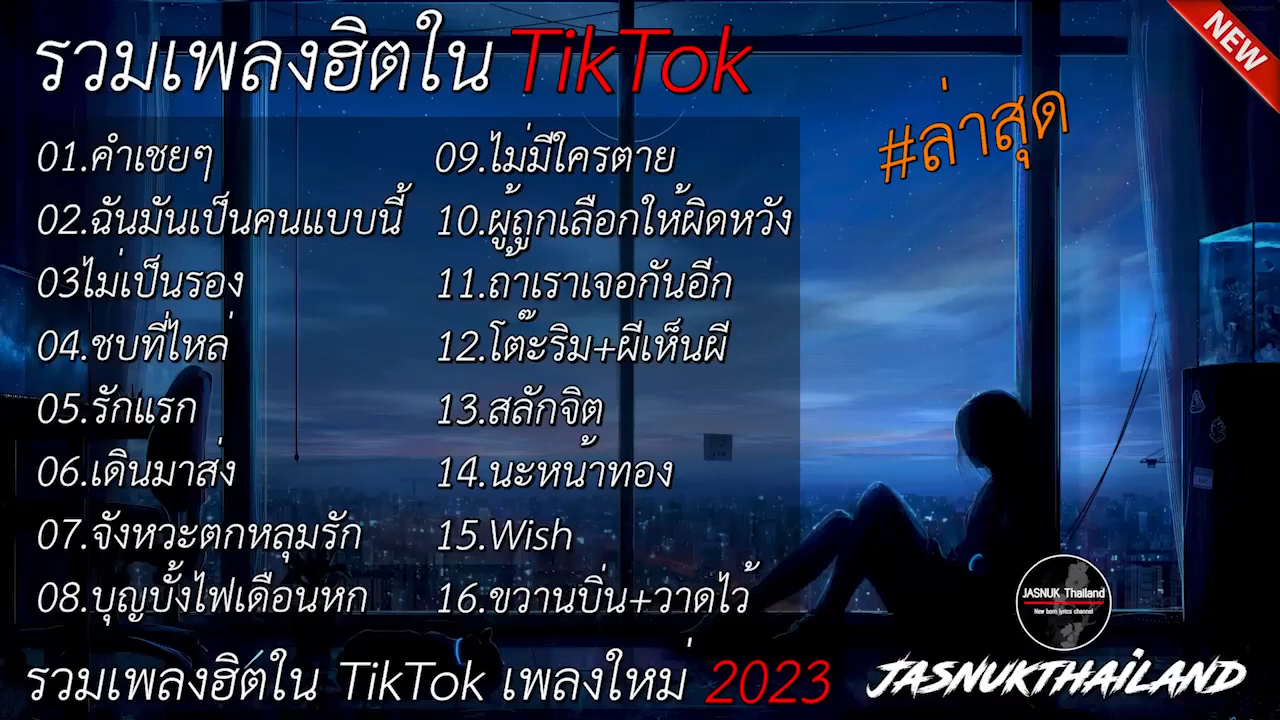 รวมเพลงฮิตใน TikTok
NEW
#ล่าสุด
01.คำเชยๆ
02.ฉันมันเป็นคนแบบนี้
03ไม่เป็นรอง
04.ชบที่ไหล่
05.รักแรก
06.เดินมาส่ง
07.จังหวะตกหลุมรัก
08.บุญบั้งไฟเดือนหก
09.ไม่มีใครตาย
10.ผู้ถูกเลือกให้ผิดหวัง
11.ถ้าเราเจอกันอีก
12.โต๊ะริม+ผีเห็นผี
13.สลักจิต
14.นะหน้าทอง
15.Wish
16.ขวานบิ่น+วาดไว้
JASNUK Thailand
New born lyrics channel
รวมเพลงฮิตใน TikTok เพลงใหม่ 2023
JASNUKTHAILAND